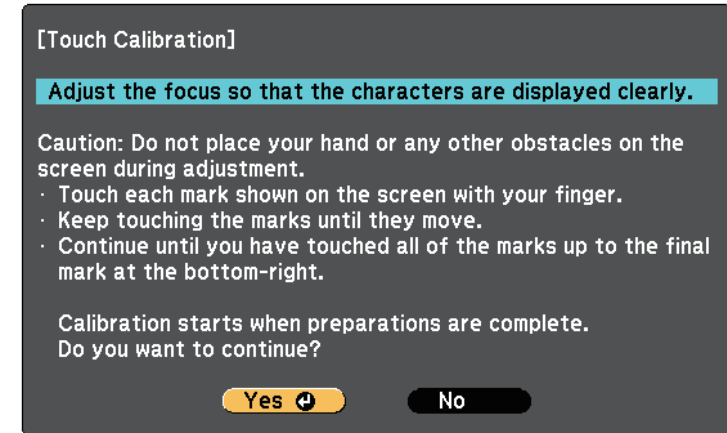 [Touch Calibration]
Adjust the focus so that the characters are displayed clearly.
Caution: Do not place your hand or any other obstacles on the
screen during adjustment.
· Touch each mark shown on the screen with your finger.
· Keep touching the marks until they move.
· Continue until you have touched all of the marks up to the final
mark at the bottom-right.
Calibration starts when preparations are complete.
Do you want to continue?
Yes No